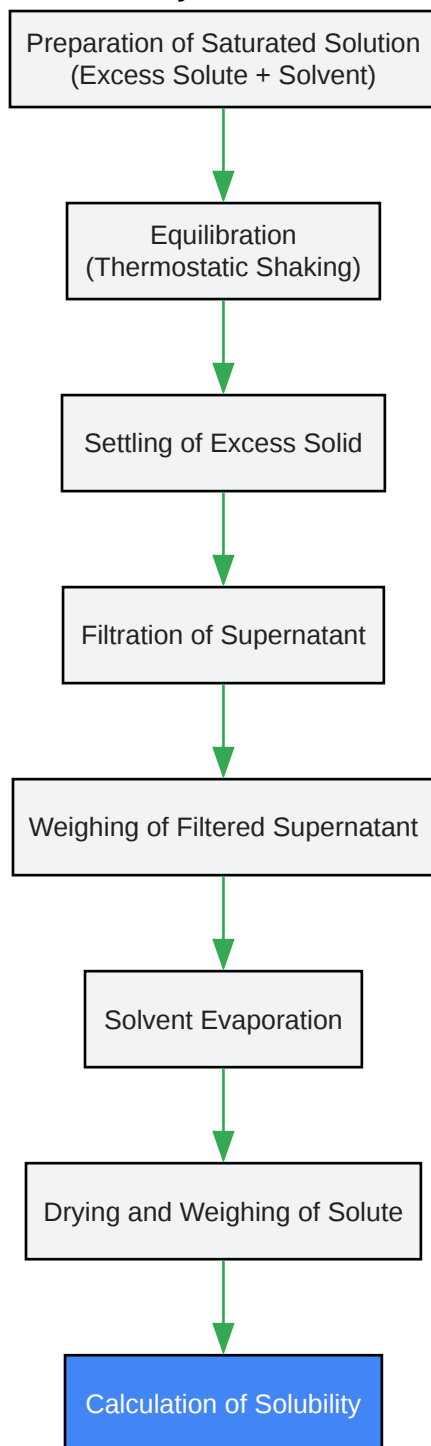 Preparation of Saturated Solution
(Excess Solute + Solvent)
Equilibration
(Thermostatic Shaking)
Settling of Excess Solid
Filtration of Supernatant
Weighing of Filtered Supernatant
Solvent Evaporation
Drying and Weighing of Solute
Calculation of Solubility